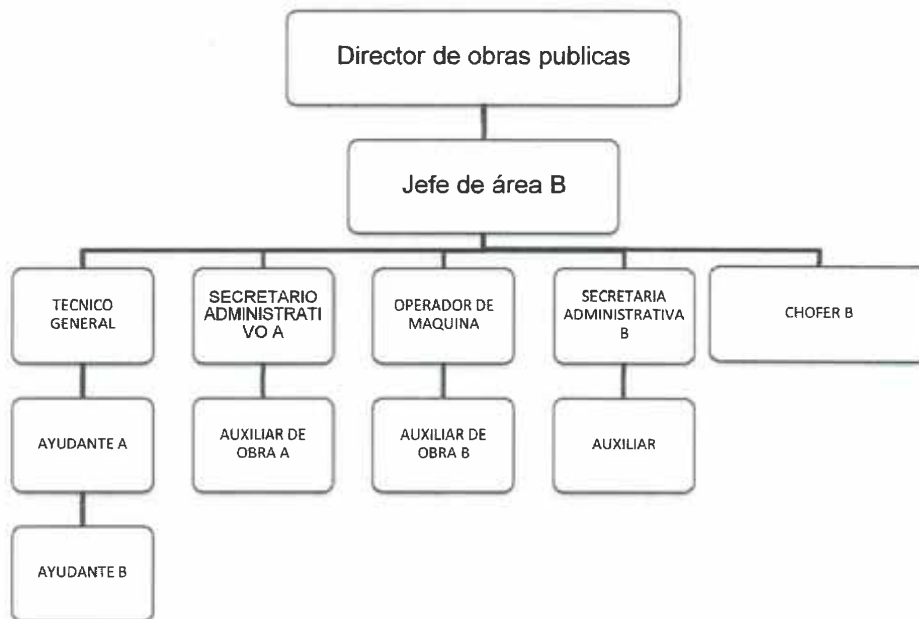 Director de obras publicas
Jefe de área B
TECNICO
GENERAL
SECRETARIO
ADMINISTRATI
VO A
OPERADOR DE
MAQUINA
SECRETARIA
ADMINISTRATIVA
B
CHOFER B
AYUDANTE A
AUXILIAR DE
OBRA A
AUXILIAR DE
OBRA B
AUXILIAR
AYUDANTE B